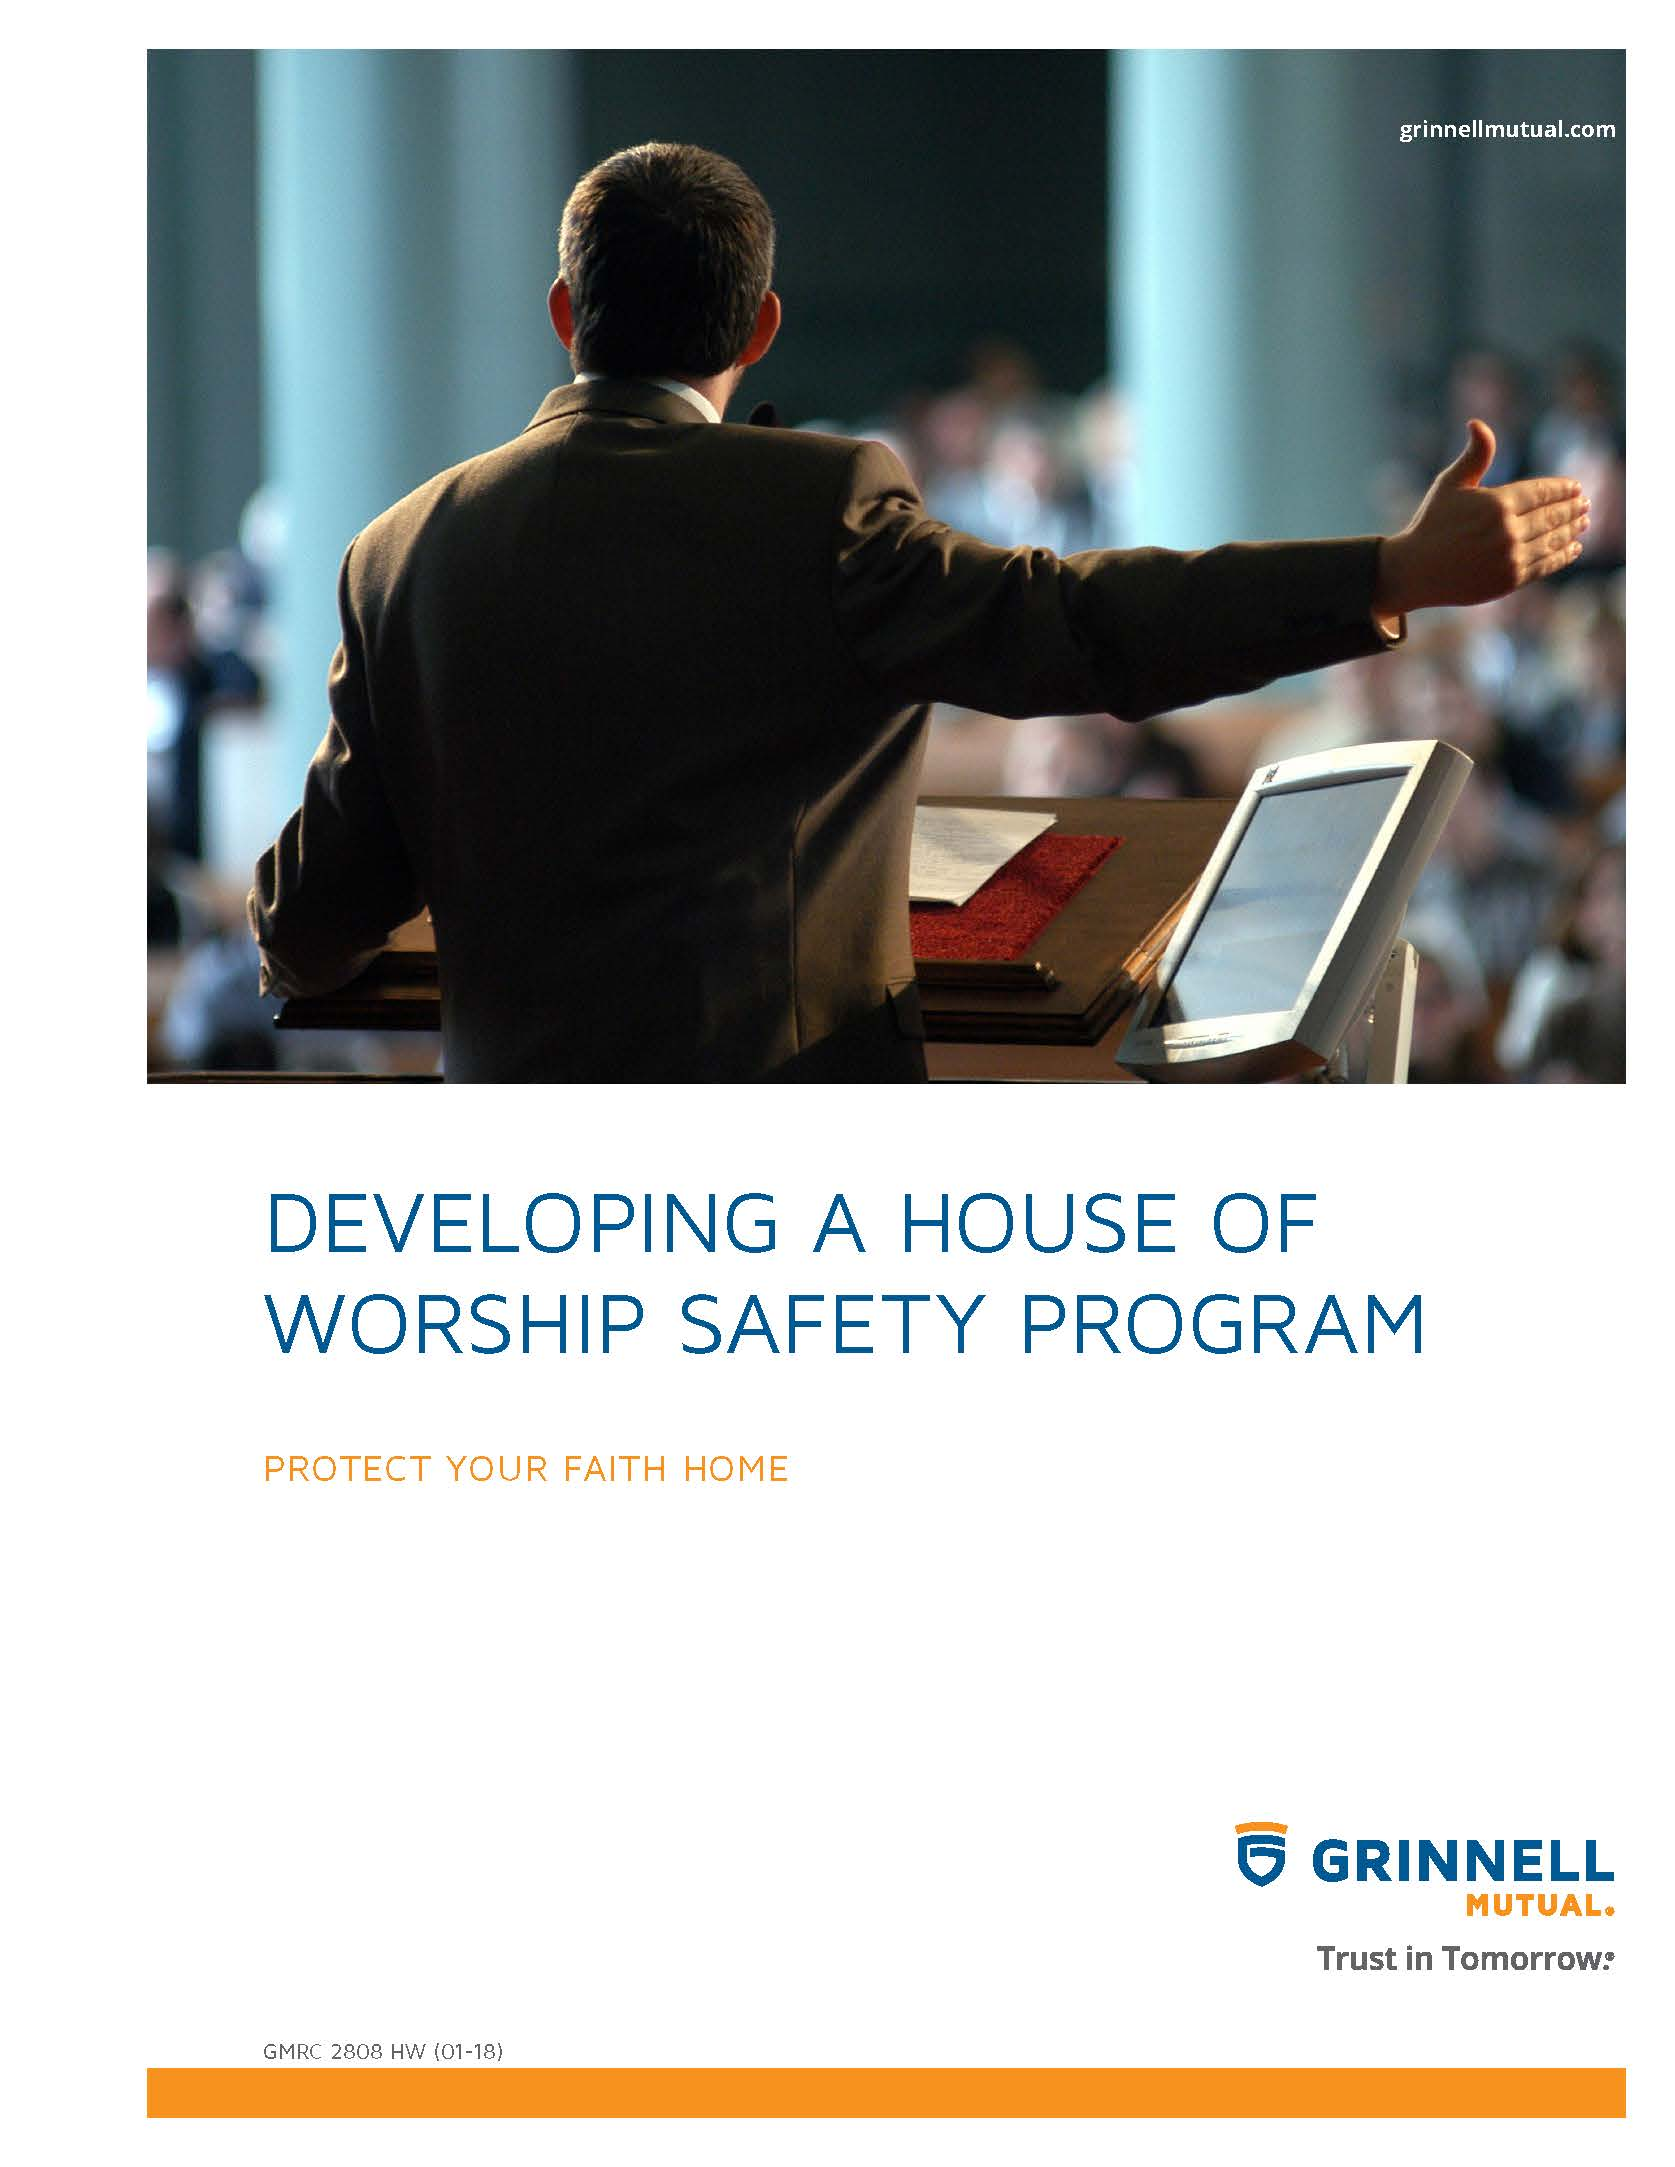 grinnellmutual.com
DEVELOPING A HOUSE OF
WORSHIP SAFETY PROGRAM
PROTECT YOUR FAITH HOME
GRINNELL
MUTUAL®
Trust in Tomorrow.®
GMRC 2808 HW (01-18)